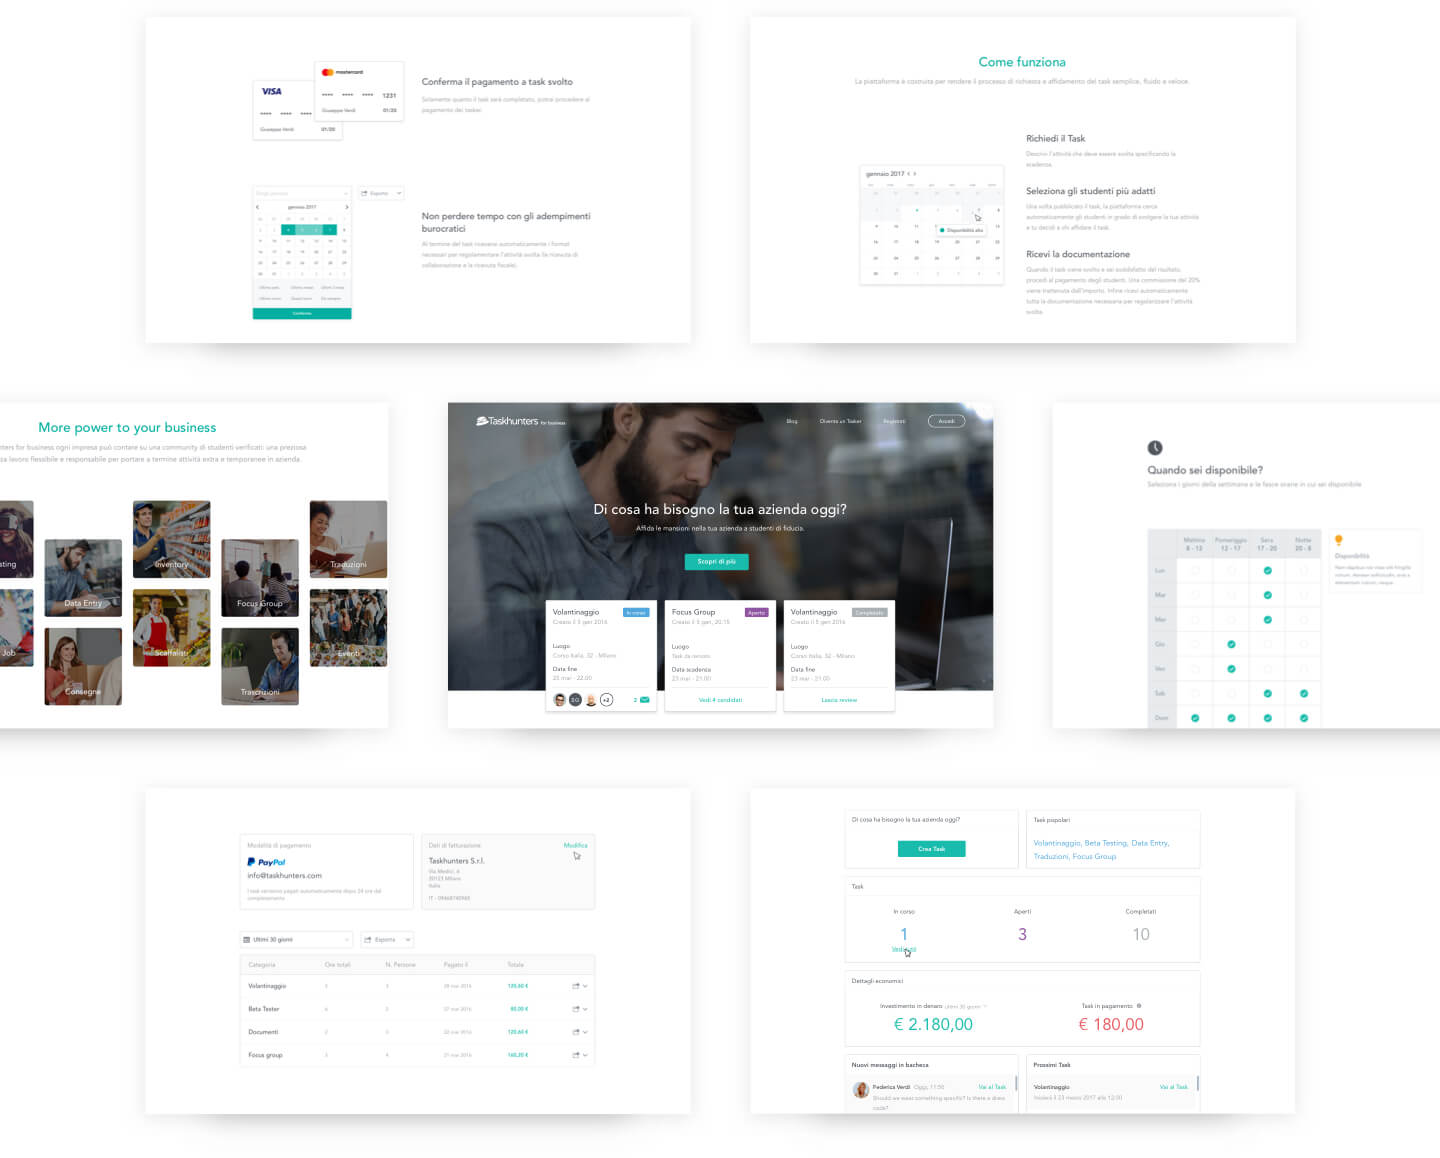 VISA
mastercard
1231
Giuseppe Verdi 01/20
Giuseppe Verdi 01/20
Conferma il pagamento a task svolto
Solamente quanto il task sarà completato, potrai procedere al
pagamento dei tasker.
Esporta
gennaio 2017
Conferma
Non perdere tempo con gli adempimenti
burocratici
Al termine del task riceverai automaticamente i format
necessari per regolamentare l'attività svolta (le ricevuta di
collaborazione e la ricevuta fiscale).
Come funziona
La piattaforma è costruita per rendere il processo di richiesta e affidamento dei task semplice, fluido e veloce.
gennaio 2017
Disponibilità alta
Richiedi il Task
Descrivi l'attività che deve essere svolta specificando la
scadenza.
Seleziona gli studenti più adatti
Una volta pubblicato il task, la piattaforma cerca
automaticamente gli studenti in grado di svolgere la tua attività
e tu decidi a chi affidare il task.
Ricevi la documentazione
Quando il task viene svolto e sei soddisfatto del risultato,
procedi al pagamento degli studenti. Una commissione del 20%
viene trattenuta dall'importo. Infine ricevi automaticamente
tutta la documentazione necessaria per regolarizzare l'attività
svolta.
More power to your business
nters for business ogni impresa può contare su una community di studenti verificati: una preziosa
za lavoro flessibile e responsabile per portare a termine attività extra e temporanee in azienda.
sting
Data Entry
Inventory
Focus Group
Traduzioni
Job
Consegne
Scaffalisti
Trascrizioni
Eventi
Taskhunters for business
Blog
Diventa un Tasker
Registrati
Accedi
Di cosa ha bisogno la tua azienda oggi?
Affida le mansioni nella tua azienda a studenti di fiducia.
Scopri di più
Volantinaggio In corso
Creato il 5 gen 2016
Luogo
Corso Italia, 32 - Milano
Data fine
25 mar - 22.00
+2
2
Focus Group Aperto
Creato il 5 gen, 20:15
Luogo
Task da remoto
Data scadenza
23 mar - 21:00
Vedi 4 candidati
Volantinaggio Completato
Creato il 5 gen 2016
Luogo
Corso Italia, 32 - Milano
Data fine
23 mar - 21:00
Lascia review
Quando sei disponibile?
Seleziona i giorni della settimana e le fasce orarie in cui sei disponibile
Mattino Pomeriggio Sera Notte
8 - 12 12 - 17 17 - 20 20 - 8
Lun
Mar
Mer
Gio
Ven
Sab
Dom
Disponibilità
Modalità di pagamento
PayPal
info@taskhunters.com
I task verranno pagati automaticamente dopo 24 ore dal
completamento
Dati di fatturazione Modifica
Taskhunters S.r.l.
Via Medici, 4
20123 Milano
Italia
Ultimi 30 giorni
Esporta
Categoria Ore totali N. Persone Pagato il Totale
Volantinaggio 2 3 28 mar 2016 120,60 €
Beta Tester 6 2 27 mar 2016 80,00 €
Documenti 2 3 22 mar 2016 120,60 €
Focus group 3 4 21 mar 2016 160,20 €
Di cosa ha bisogno la tua azienda oggi?
Crea Task
Task popolari
Volantinaggio, Beta Testing, Data Entry,
Traduzioni, Focus Group
Task
In corso Aperti Completati
1 3 10
Dettagli economici
Investimento in denaro ultimi 30 giorni
€ 2.180,00
Task in pagamento
€ 180,00
Nuovi messaggi in bacheca
Federica Verdi Oggi, 11:50 Vai al Task
Should we wear something specific? Is there a dress
code?
Prossimi Task
Volantinaggio Vai al Task
Inizierà il 23 marzo 2017 alle 12:00